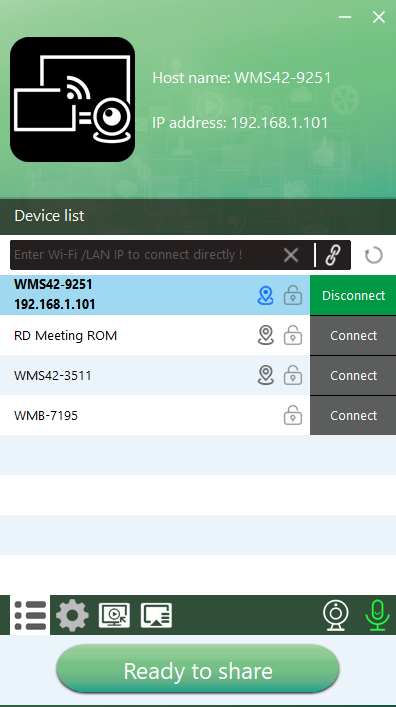 Host name: WMS42-9251
IP address: 192.168.1.101
Device list
Enter Wi-Fi /LAN IP to connect directly !
WMS42-9251
192.168.1.101
Disconnect
RD Meeting ROM
Connect
WMS42-3511
Connect
WMB-7195
Connect
Ready to share